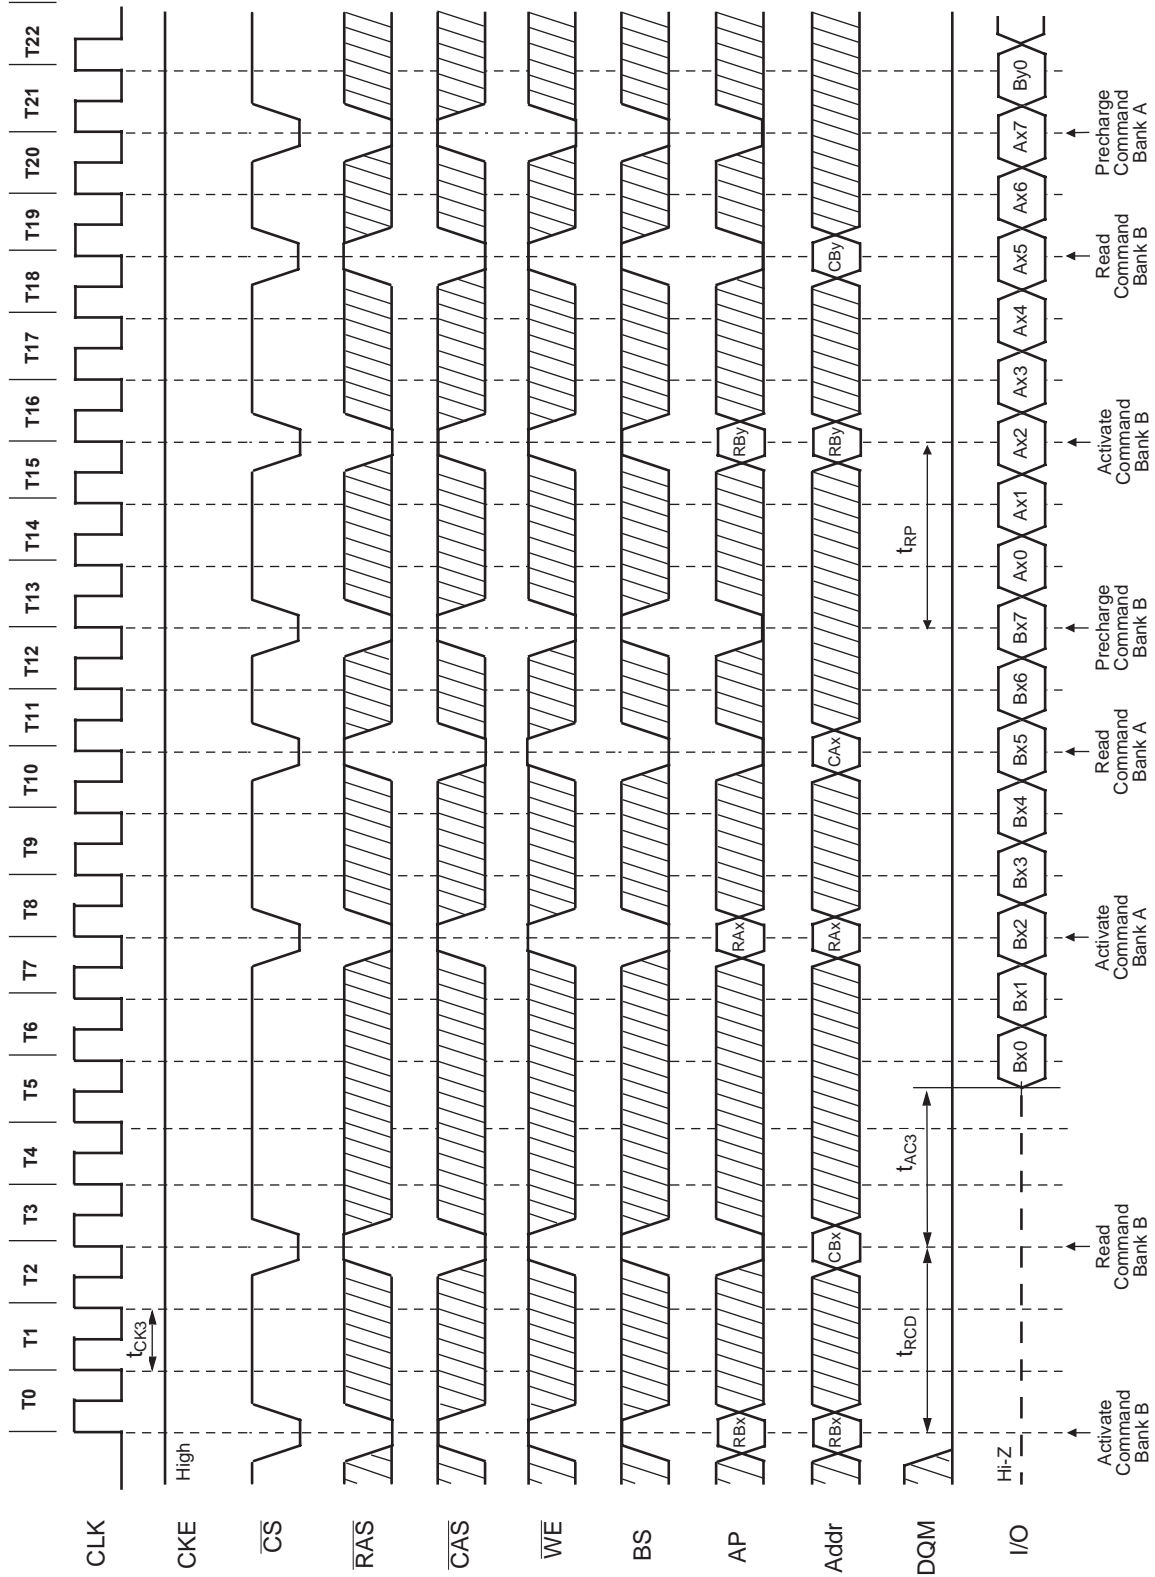 T0 T1 T2 T3 T4 T5 T6 T7 T8 T9 T10 T11 T12 T13 T14 T15 T16 T17 T18 T19 T20 T21 T22
CLK
tCK3
CKE
High
CS
RAS
CAS
WE
BS
AP
RBx RAx RBy
Addr
RBx CBx RAx CAx RBy CBy
DQM
tRCD tAC3 tRP
I/O
Hi-Z
Bx0 Bx1 Bx2 Bx3 Bx4 Bx5 Bx6 Bx7 Ax0 Ax1 Ax2 Ax3 Ax4 Ax5 Ax6 Ax7 By0
Activate
Command
Bank B
Read
Command
Bank B
Activate
Command
Bank A
Read
Command
Bank A
Precharge
Command
Bank B
Activate
Command
Bank B
Read
Command
Bank B
Precharge
Command
Bank A